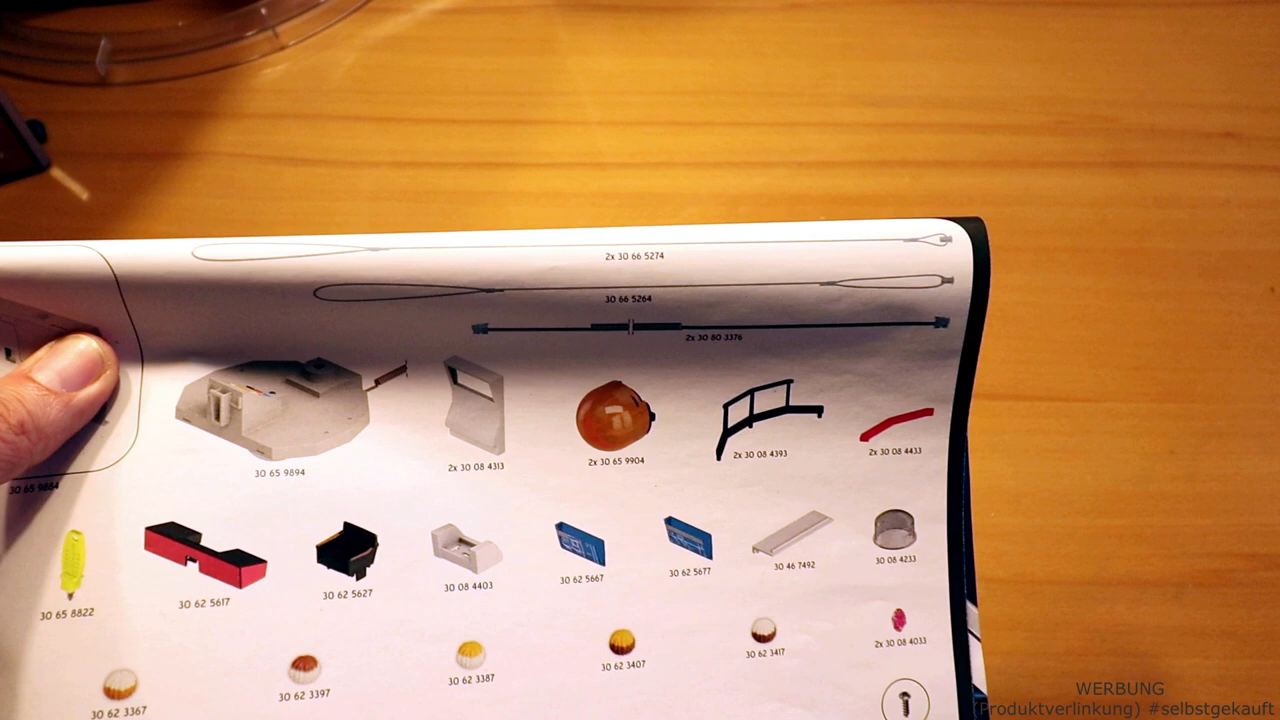 2x 30 66 5274
30 66 5264
2x 30 80 3376
30 65 9894
2x 30 08 4313
2x 30 65 9904
2x 30 08 4393
2x 30 08 4433
30 65 9884
30 65 8822
30 62 5617
30 62 5627
30 08 4403
30 62 5667
30 62 5677
30 46 7492
30 08 4233
30 62 3367
30 62 3397
30 62 3387
30 62 3407
30 62 3417
2x 30 08 4033
WERBUNG
(Produktverlinkung) #selbstgekauft